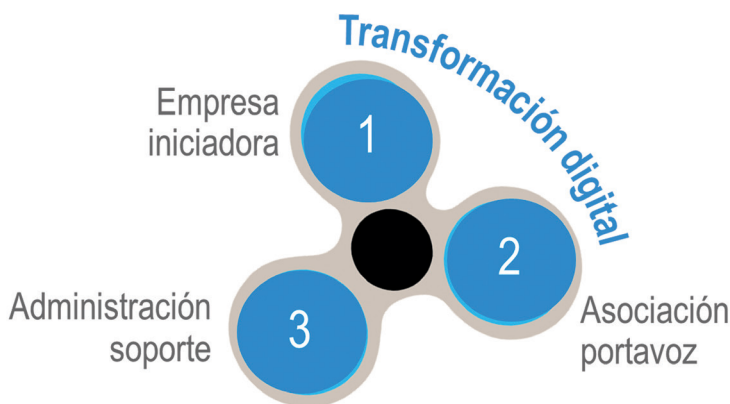 Transformación digital
Empresa
iniciadora
1
2
Asociación
portavoz
Administración
soporte
3